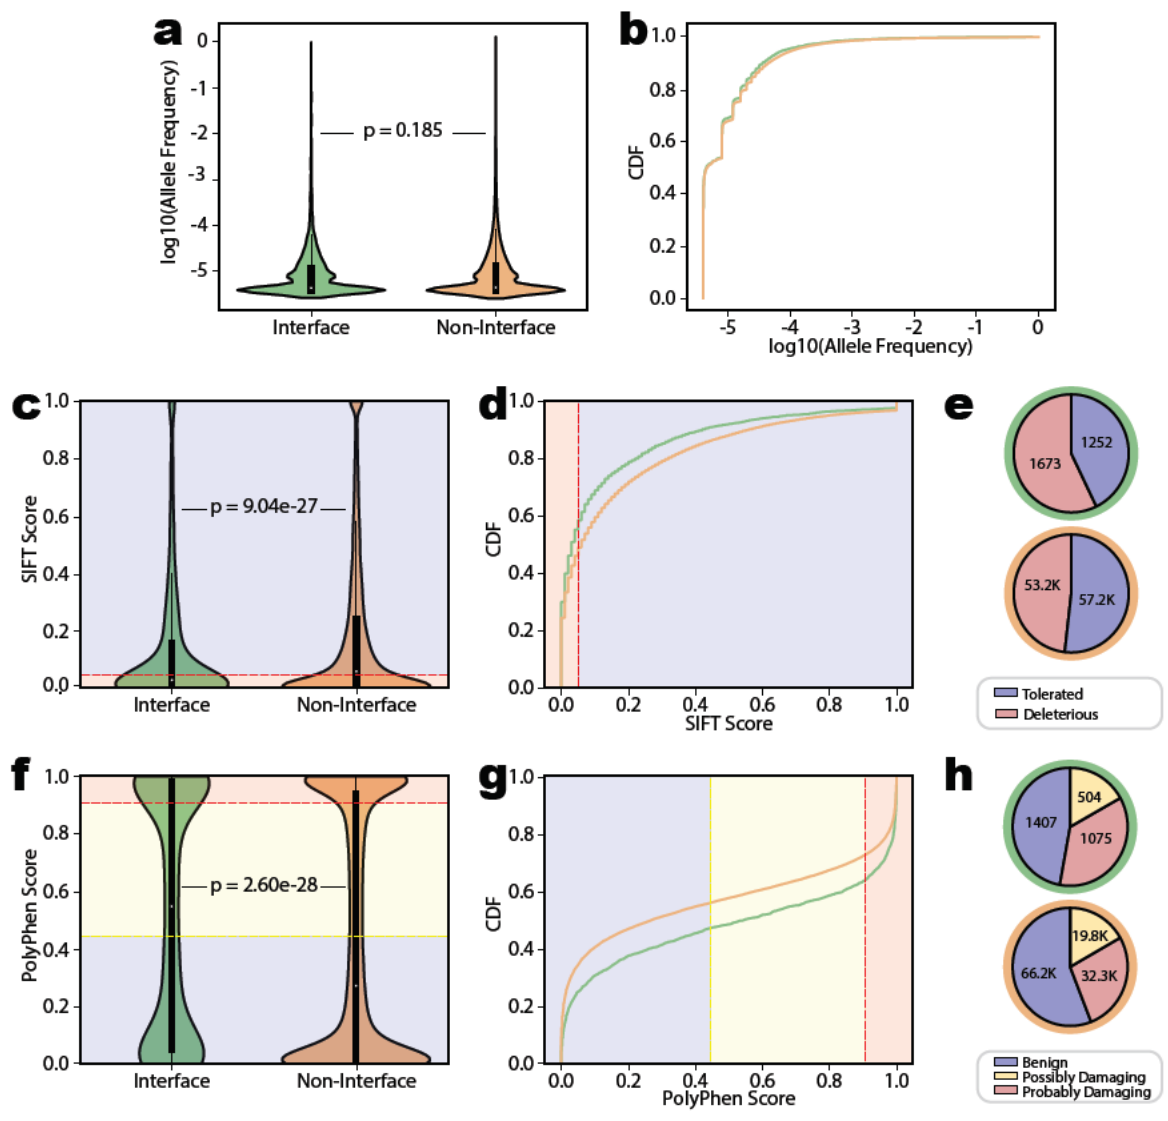 a
0
-1
-2
-3
-4
-5
log10(Allele Frequency)
p = 0.185
Interface
Non-Interface
b
1.0
0.8
0.6
0.4
0.2
0.0
CDF
-5
-4
-3
-2
-1
0
log10(Allele Frequency)
c
1.0
0.8
0.6
0.4
0.2
0.0
SIFT Score
p = 9.04e-27
Interface
Non-Interface
d
1.0
0.8
0.6
0.4
0.2
0.0
CDF
0.0
0.2
0.4
0.6
0.8
1.0
SIFT Score
e
1252
1673
53.2K
57.2K
Tolerated
Deleterious
f
1.0
0.8
0.6
0.4
0.2
0.0
PolyPhen Score
p = 2.60e-28
Interface
Non-Interface
g
1.0
0.8
0.6
0.4
0.2
0.0
CDF
0.0
0.2
0.4
0.6
0.8
1.0
PolyPhen Score
h
504
1407
1075
19.8K
66.2K
32.3K
Benign
Possibly Damaging
Probably Damaging